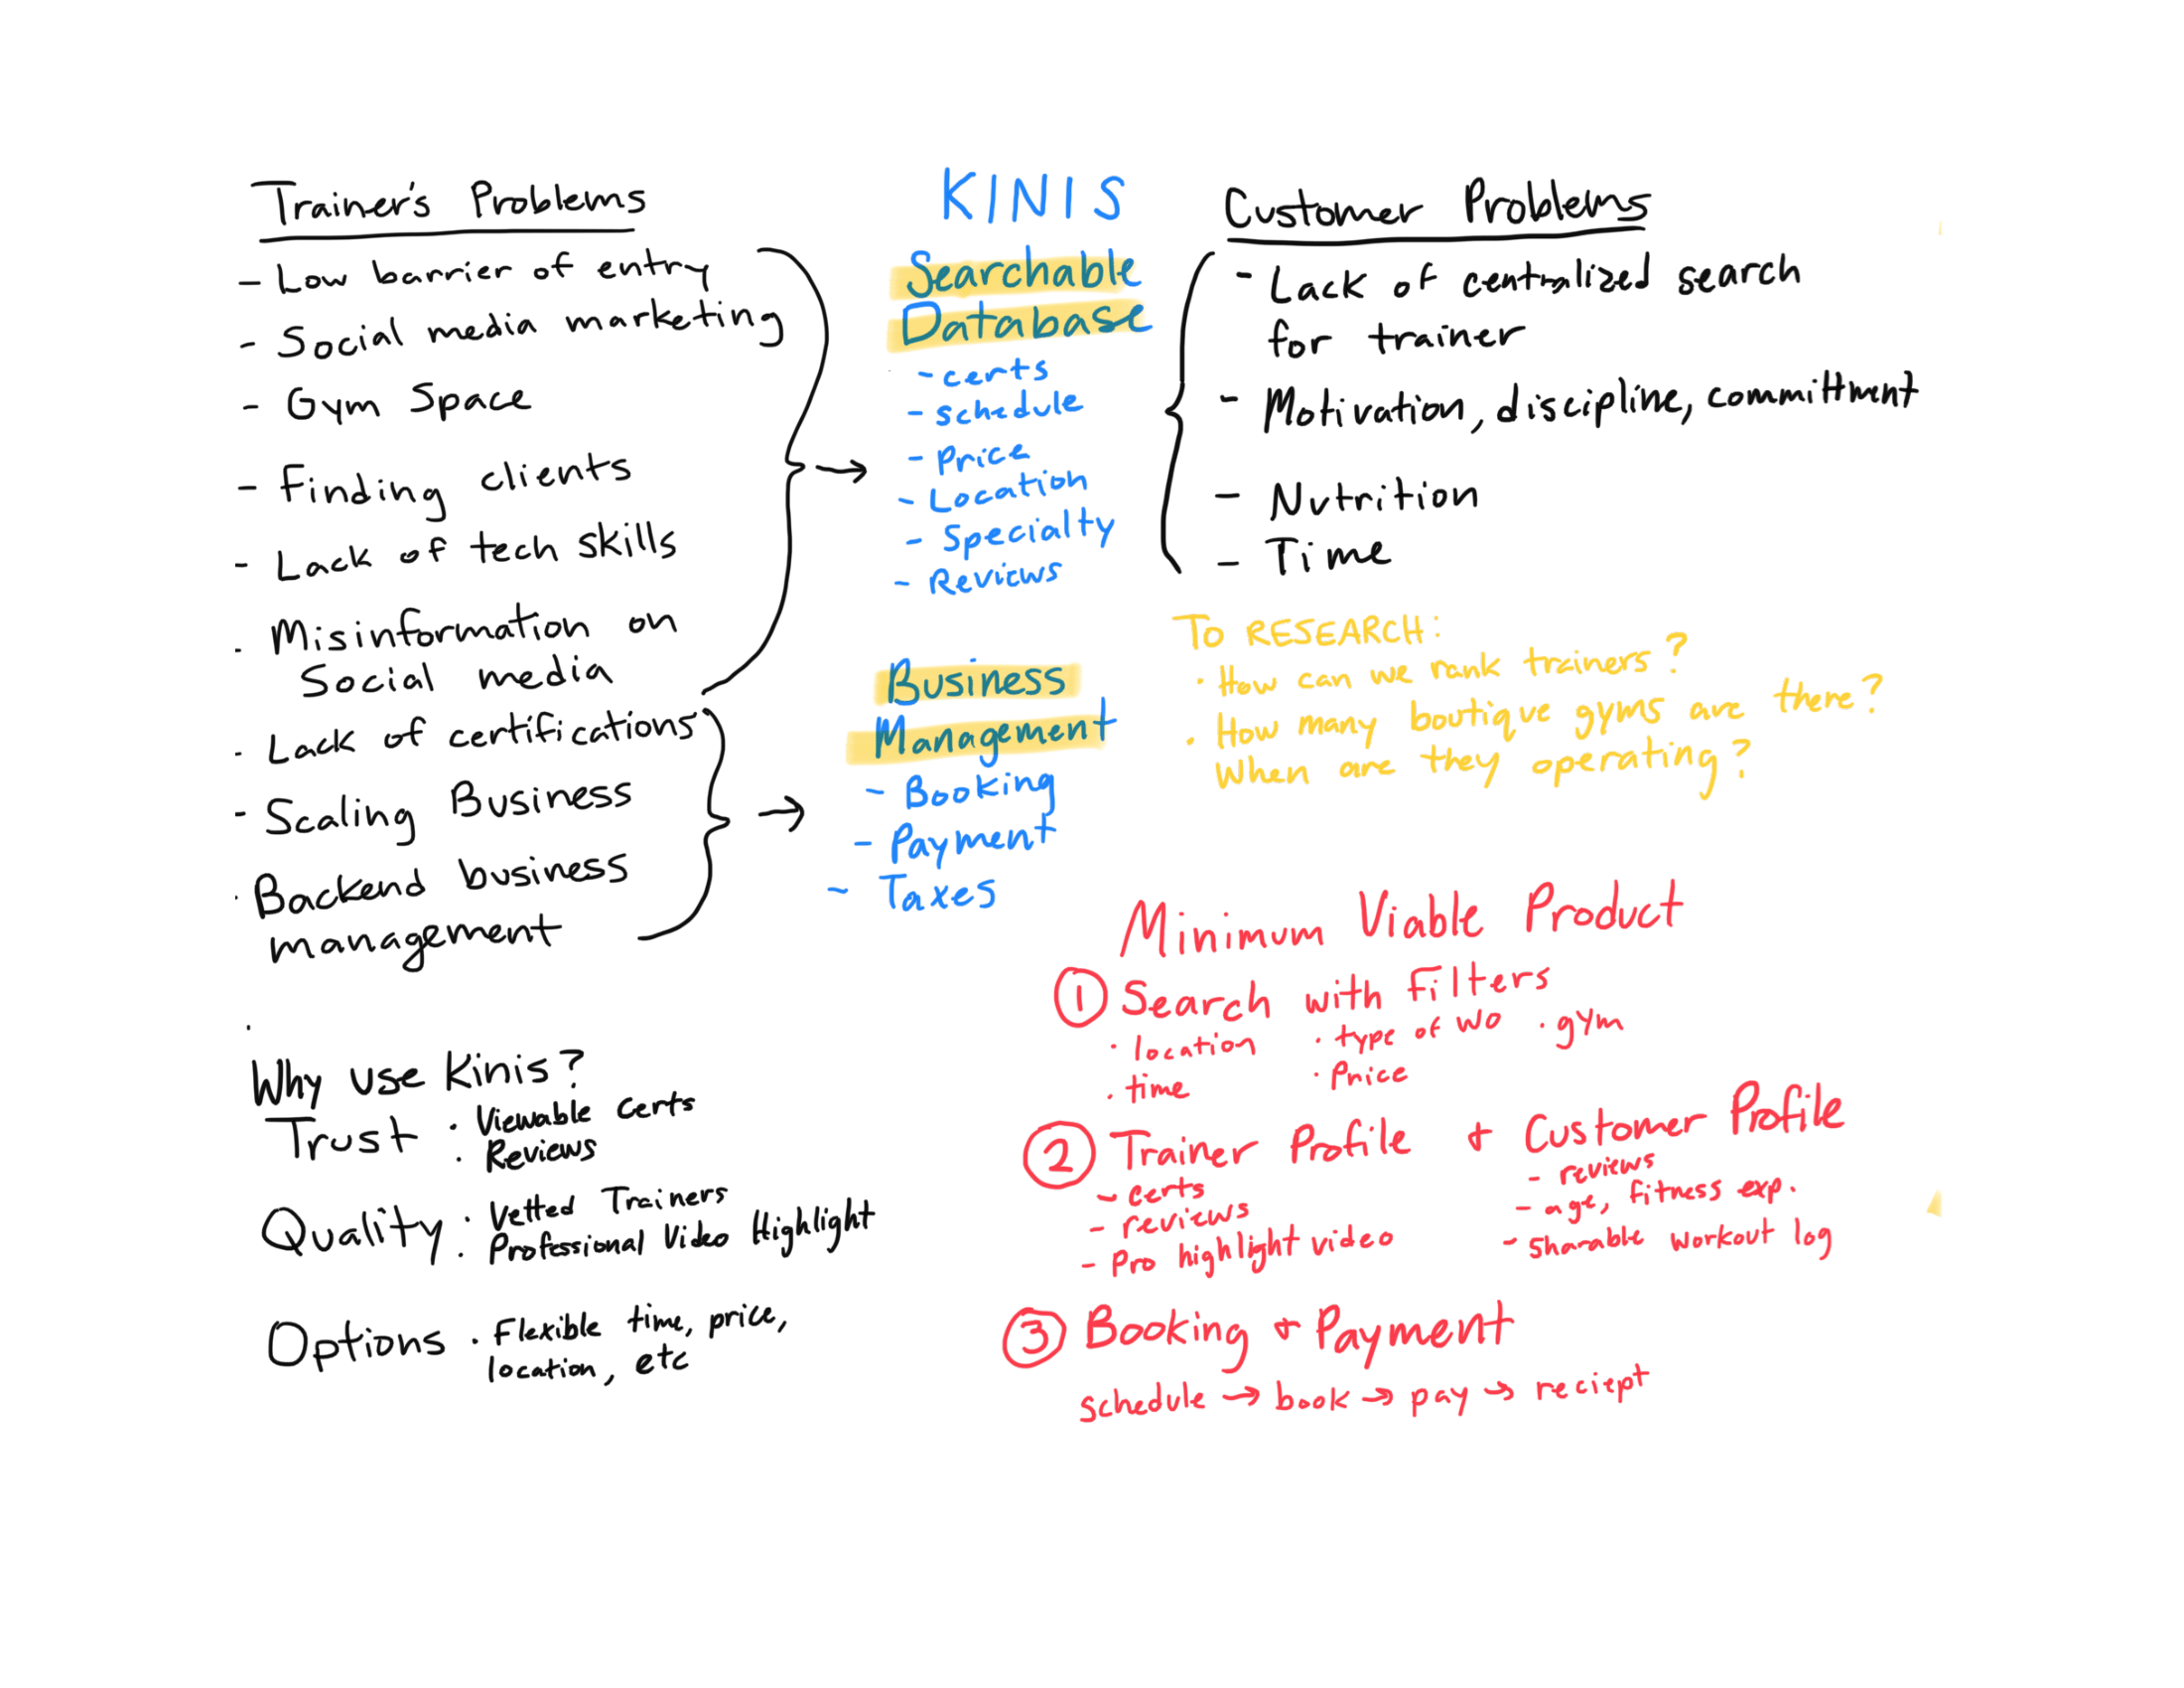 Trainer's Problems
- Low barrier of entry
- Social media marketing
- Gym Space
- Finding clients
- Lack of tech skills
. Misinformation on
Social media
- Lack of certifications
- Scaling Business
. Backend business
management
KINIS
Searchable
Database
- certs
- schedule
- Price
- Location
- Specialty
- Reviews
Business
Management
- Booking
- Payment
- Taxes
Customer Problems
- Lack of centralized search
for trainer
- Motivation, discipline, committment
- Nutrition
- Time
To RESEARCH:
· How can we rank trainers?
· How many boutique gyms are there?
When are they operating?
Why use Kinis?
Trust : Viewable Certs
: Reviews
Quality : Vetted Trainers
. Professional Video Highlight
Options · Flexible time, price,
location, etc
Minimum Viable Product
① Search with filters
· location · type of WO · gym
· time · Price
② Trainer Profile + Customer Profile
- certs
- reviews
- Pro highlight video
- reviews
- age, fitness exp.
- sharable workout log
③ Booking + Payment
schedule → book → pay → reciept